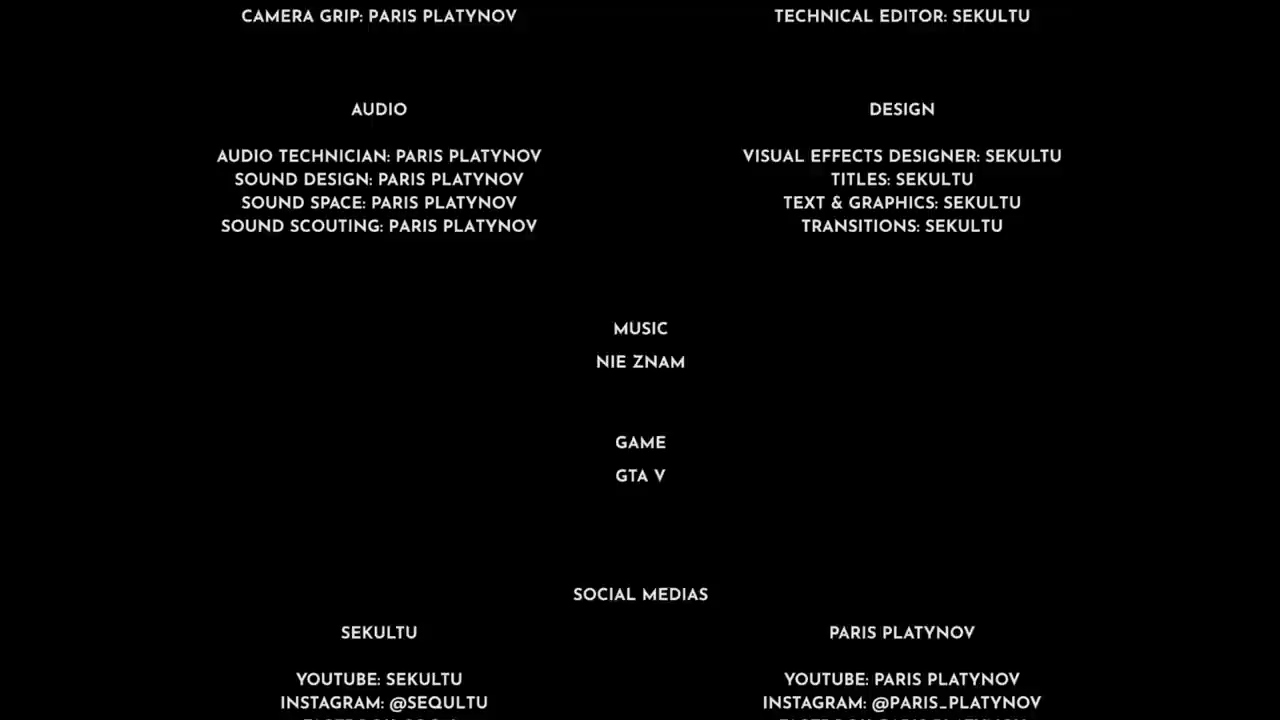 CAMERA GRIP: PARIS PLATYNOV
TECHNICAL EDITOR: SEKULTU
AUDIO
AUDIO TECHNICIAN: PARIS PLATYNOV
SOUND DESIGN: PARIS PLATYNOV
SOUND SPACE: PARIS PLATYNOV
SOUND SCOUTING: PARIS PLATYNOV
DESIGN
VISUAL EFFECTS DESIGNER: SEKULTU
TITLES: SEKULTU
TEXT & GRAPHICS: SEKULTU
TRANSITIONS: SEKULTU
MUSIC
NIE ZNAM
GAME
GTA V
SOCIAL MEDIAS
SEKULTU
YOUTUBE: SEKULTU
INSTAGRAM: @SEQULTU
PARIS PLATYNOV
YOUTUBE: PARIS PLATYNOV
INSTAGRAM: @PARIS_PLATYNOV